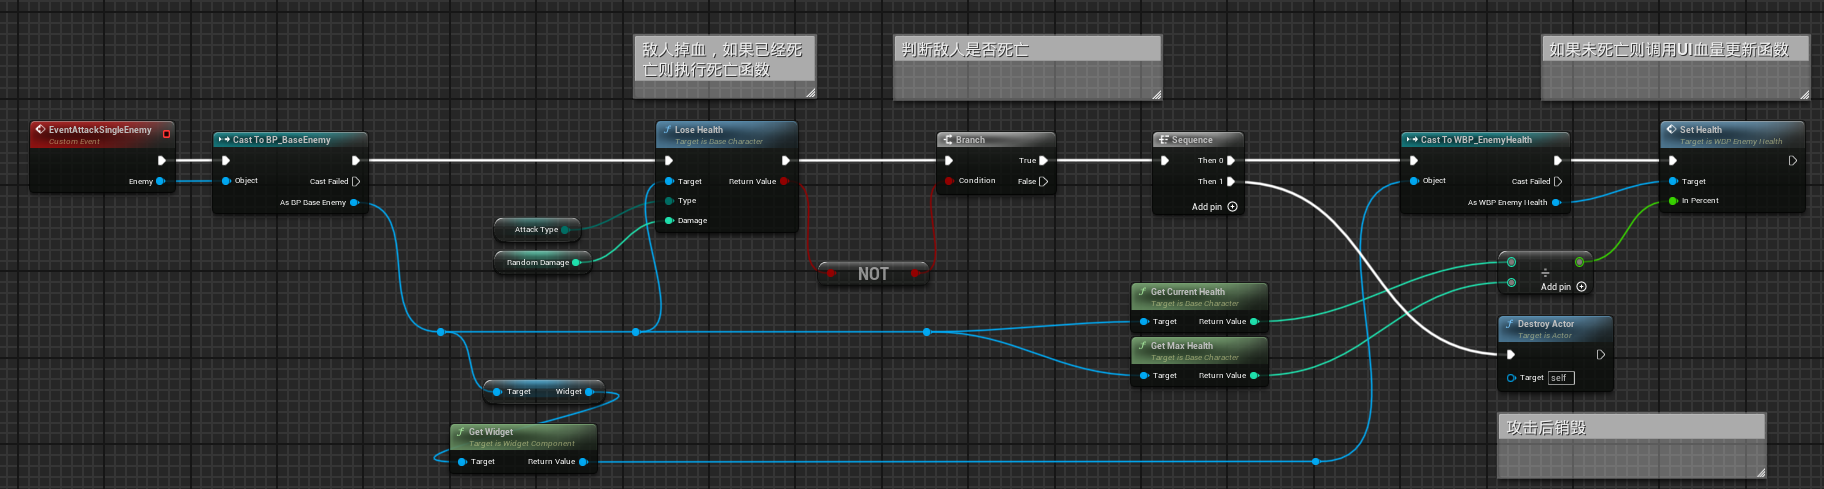 敌人掉血，如果已经死
亡则执行死亡函数
判断敌人是否死亡
如果未死亡则调用UI血量更新函数
EventAttackSingleEnemy
Custom Event
Enemy
Cast To BP_BaseEnemy
Object
Cast Failed
As BP Base Enemy
Lose Health
Target is Base Character
Target
Return Value
Type
Damage
Attack Type
Random Damage
NOT
Branch
True
Condition
False
Sequence
Then 0
Then 1
Add pin
Cast To WBP_EnemyHealth
Object
Cast Failed
As WBP Enemy Health
Set Health
Target is WBP Enemy Health
Target
In Percent
÷
Add pin
Get Current Health
Target is Base Character
Target
Return Value
Get Max Health
Target is Base Character
Target
Return Value
Destroy Actor
Target is Actor
Target
self
Target
Widget
Get Widget
Target is Widget Component
Target
Return Value
攻击后销毁